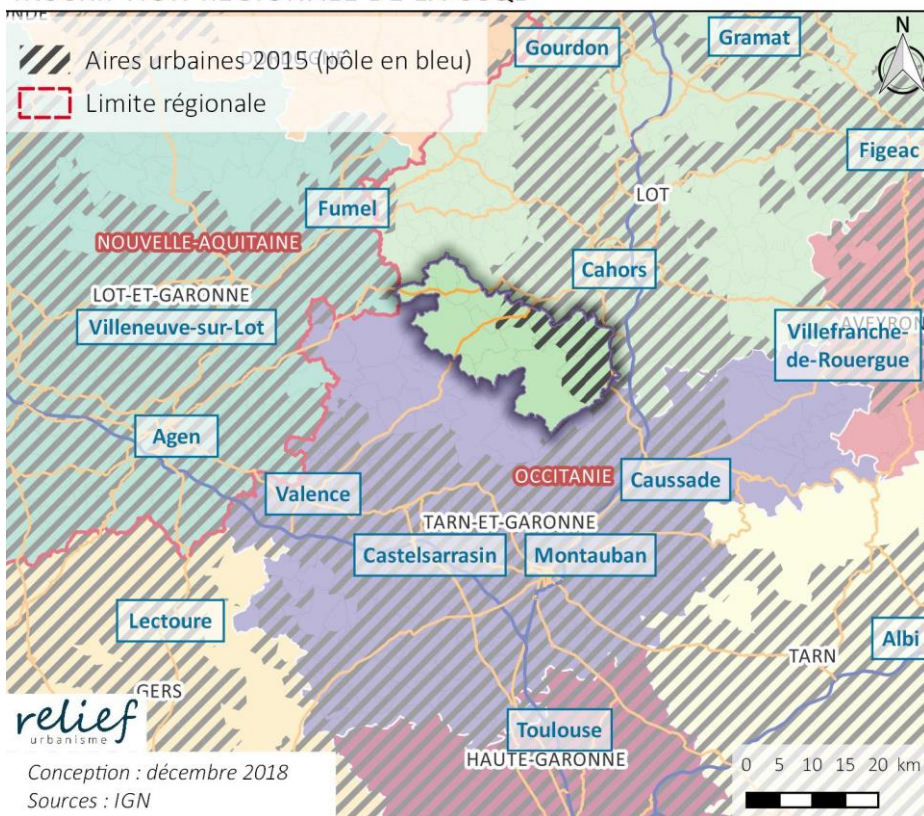 Gourdon
Gramat
N
Aires urbaines 2015 (pôle en bleu)
Limite régionale
Figeac
LOT
Fumel
NOUVELLE-AQUITAINE
Cahors
LOT-ET-GARONNE
Villeneuve-sur-Lot
AVEYRON
Villefranche-
de-Rouergue
Agen
OCCITANIE
Caussade
Valence
TARN-ET-GARONNE
Castelsarrasin
Montauban
Lectoure
Albi
TARN
GERS
relief
urbanisme
Toulouse
HAUTE-GARONNE
0 5 10 15 20 km
Conception : décembre 2018
Sources : IGN